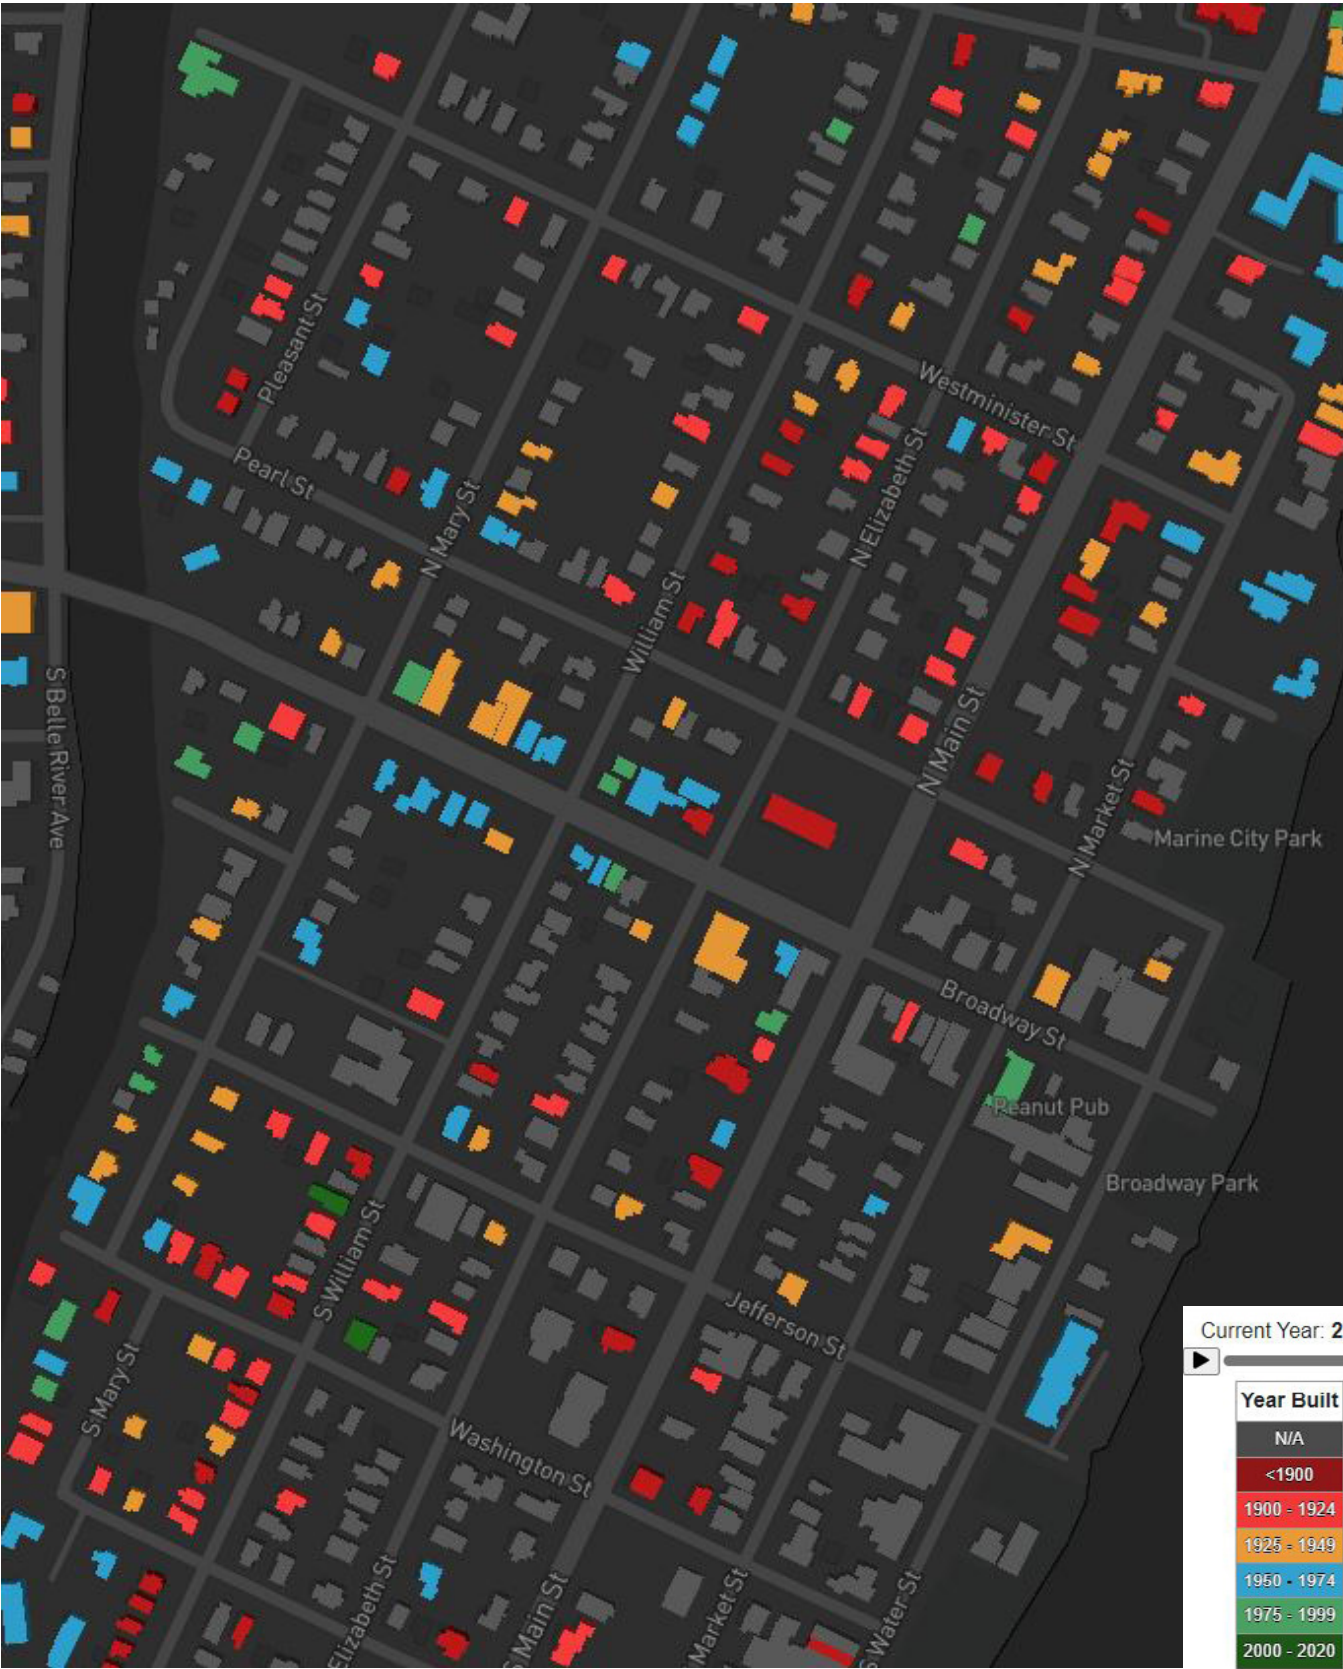 Westminister St
Pleasant St
Pearl St
N Mary St
N Elizabeth St
William St
S Belle River Ave
N Main St
N Market St
Marine City Park
Broadway St
Peanut Pub
Broadway Park
S William St
Jefferson St
S Mary St
Washington St
Elizabeth St
S Main St
Market St
S Water St
Current Year: 2
Year Built
N/A
<1900
1900 - 1924
1925 - 1949
1950 - 1974
1975 - 1999
2000 - 2020